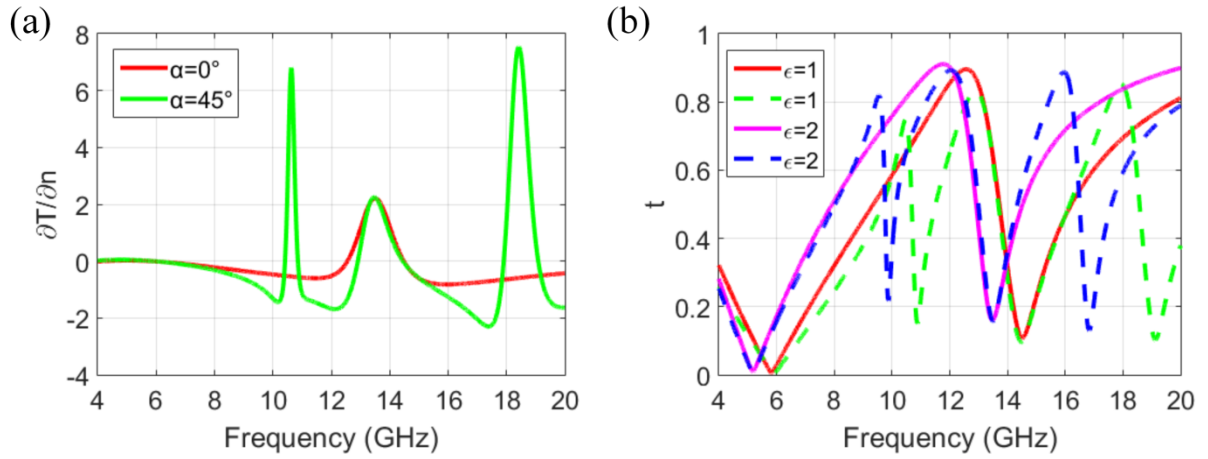 (a)
∂T/∂n
8
6
4
2
0
-2
-4
α=0°
α=45°
4 6 8 10 12 14 16 18 20
Frequency (GHz)
(b)
t
1
0.8
0.6
0.4
0.2
0
ϵ=1
ϵ=1
ϵ=2
ϵ=2
4 6 8 10 12 14 16 18 20
Frequency (GHz)